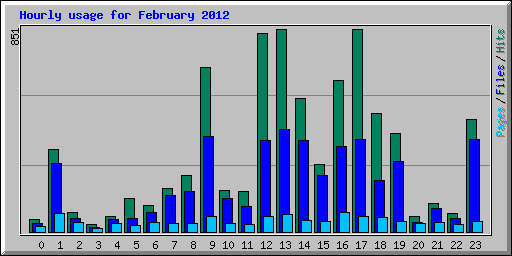 Hourly usage for February 2012
851
Pages / Files / Hits
0 1 2 3 4 5 6 7 8 9 10 11 12 13 14 15 16 17 18 19 20 21 22 23